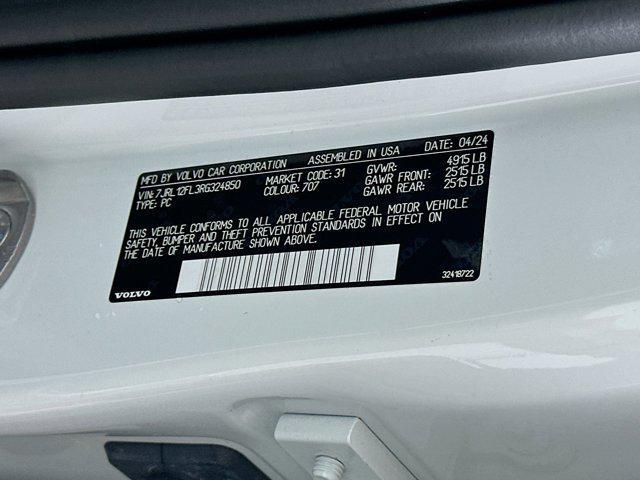 MFD BY VOLVO CAR CORPORATION ASSEMBLED IN USA DATE: 04/24
VIN: 7JRL12FL3RG324850 MARKET CODE: 31 GVWR: 4915 LB
TYPE: PC COLOUR: 707 GAWR FRONT: 2515 LB
GAWR REAR: 2515 LB
THIS VEHICLE CONFORMS TO ALL APPLICABLE FEDERAL MOTOR VEHICLE
SAFETY, BUMPER AND THEFT PREVENTION STANDARDS IN EFFECT ON
THE DATE OF MANUFACTURE SHOWN ABOVE.
VOLVO 32418722